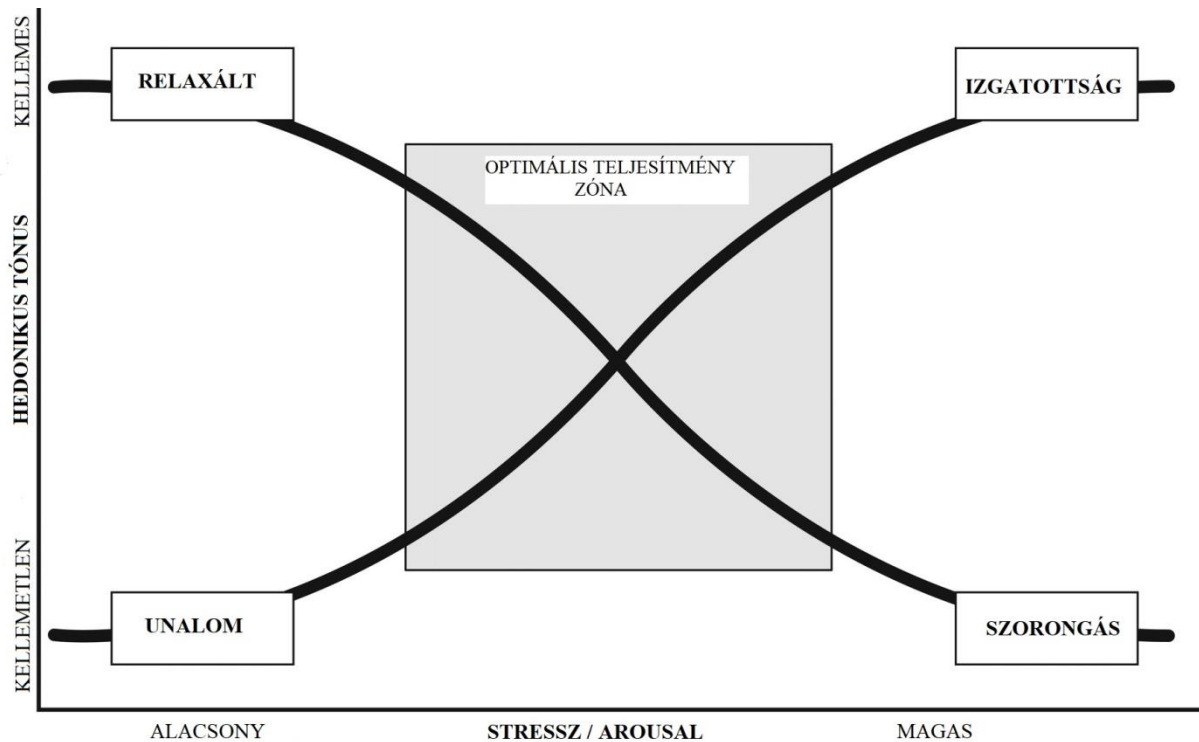 KELLEMES
RELAXÁLT
IZGATOTTSÁG
OPTIMÁLIS TELJESÍTMÉNY
ZÓNA
HEDONIKUS TÓNUS
KELLEMETLEN
UNALOM
SZORONGÁS
ALACSONY
STRESSZ / AROUSAL
MAGAS